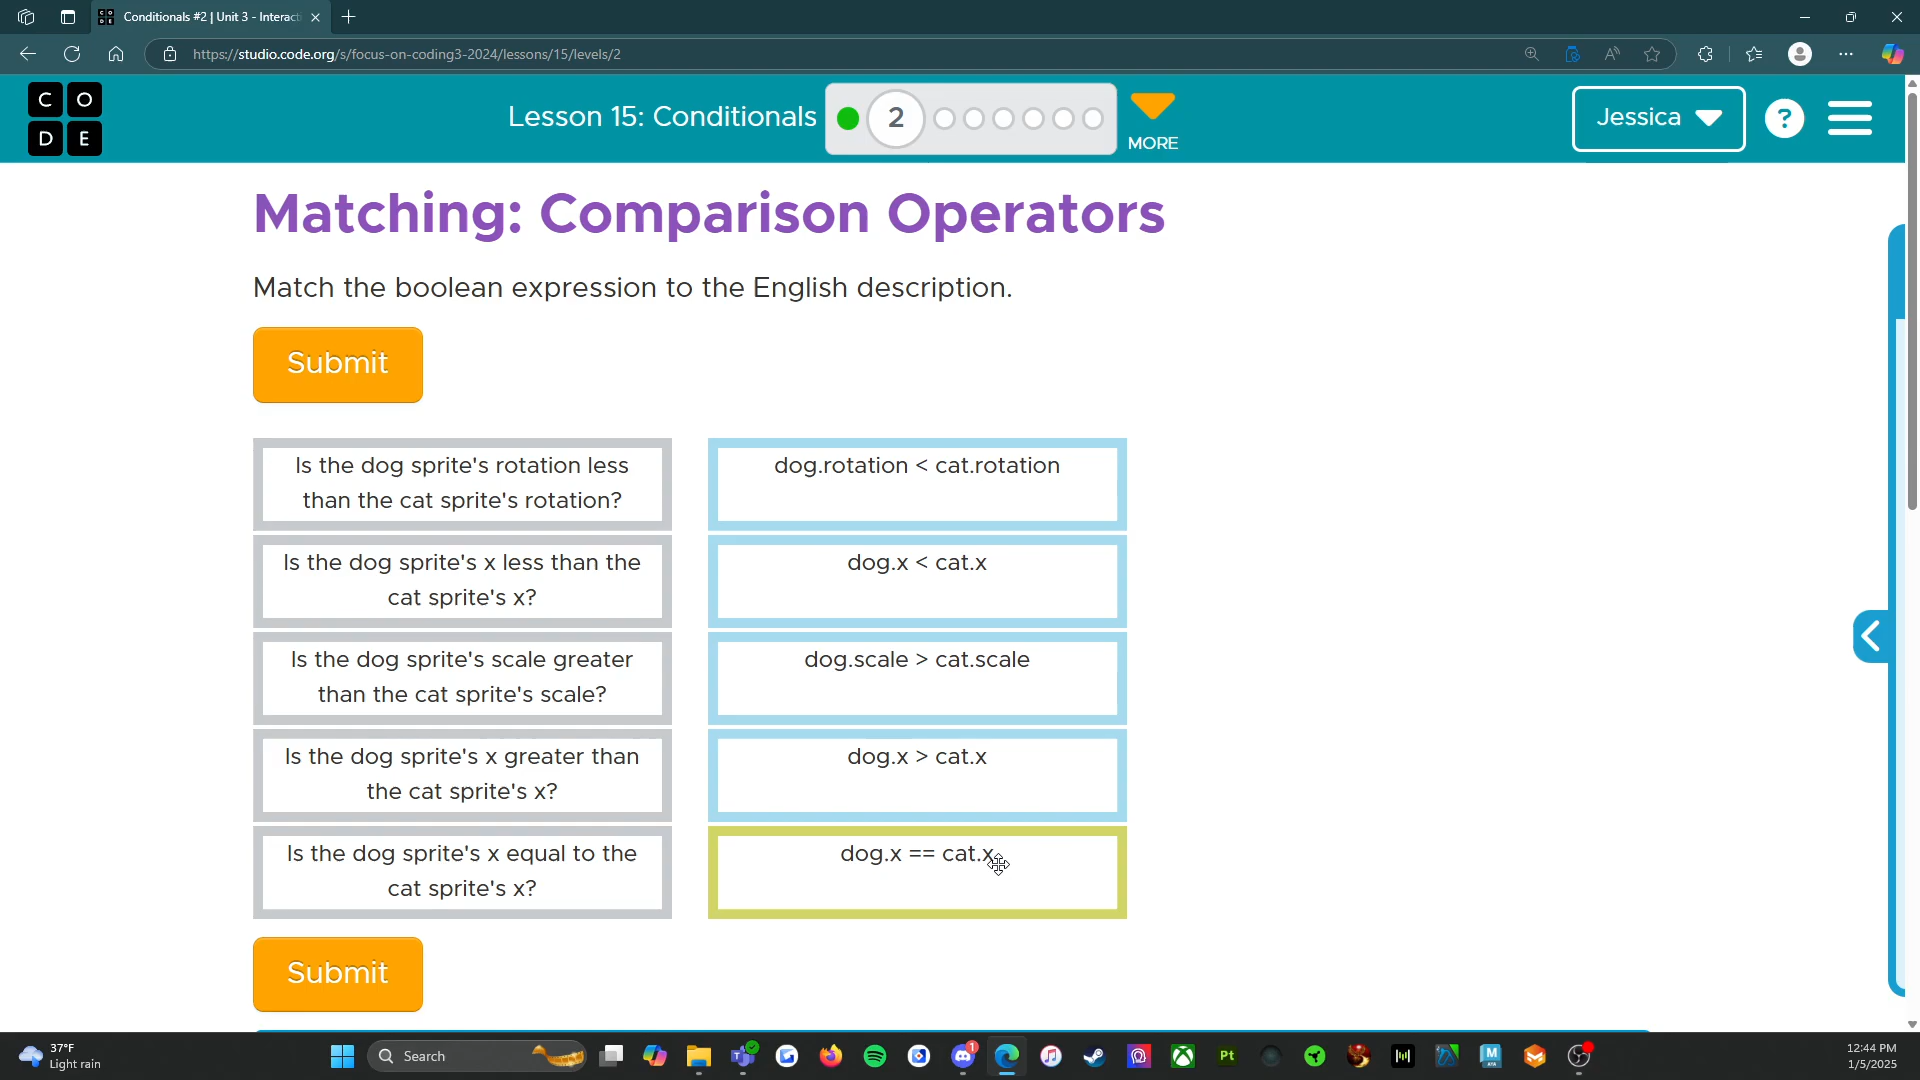 Conditionals #2 | Unit 3 - Interacti
https://studio.code.org/s/focus-on-coding3-2024/lessons/15/levels/2
C O
D E
Lesson 15: Conditionals
2
MORE
Jessica
?
Matching: Comparison Operators
Match the boolean expression to the English description.
Submit
Is the dog sprite's rotation less
than the cat sprite's rotation?
dog.rotation < cat.rotation
Is the dog sprite's x less than the
cat sprite's x?
dog.x < cat.x
Is the dog sprite's scale greater
than the cat sprite's scale?
dog.scale > cat.scale
Is the dog sprite's x greater than
the cat sprite's x?
dog.x > cat.x
Is the dog sprite's x equal to the
cat sprite's x?
dog.x == cat.x
Submit
37°F
Light rain
Search
1
Pt
M
12:44 PM
1/5/2025